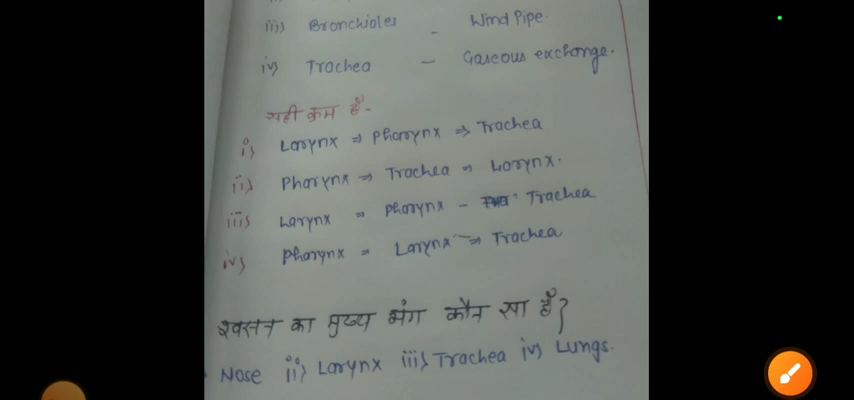 iii) Bronchioles - Wind Pipe.
iv) Trachea - Gaseous exchange.
सही क्रम है -
i) Larynx ⇒ Pharynx ⇒ Trachea
ii) Pharynx ⇒ Trachea ⇒ Larynx.
iii) Larynx = Pharynx - Trachea
iv) Pharynx = Larynx ⇒ Trachea
श्वसन का मुख्य अंग कौन सा है?
Nose ii) Larynx iii) Trachea iv) Lungs.